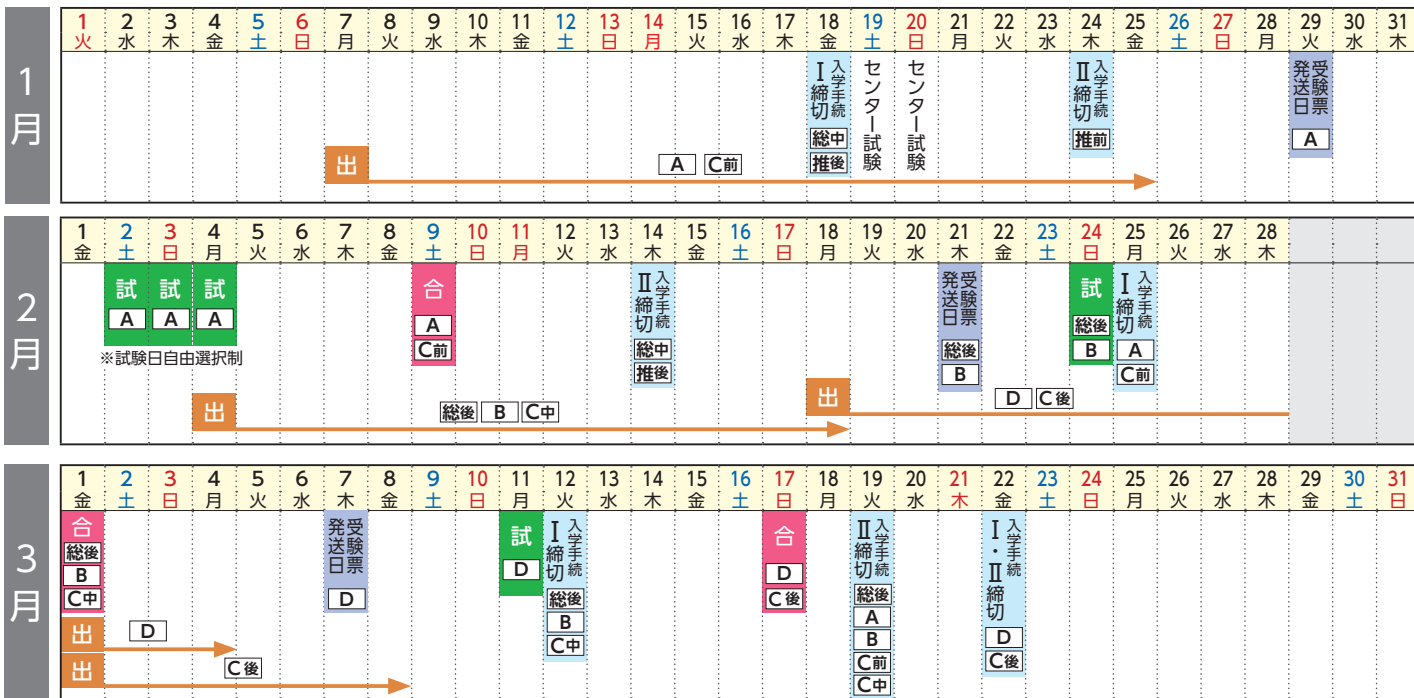 1月
1 2 3 4 5 6 7 8 9 10 11 12 13 14 15 16 17 18 19 20 21 22 23 24 25 26 27 28 29 30 31
火 水 木 金 土 日 月 火 水 木 金 土 日 月 火 水 木 金 土 日 月 火 水 木 金 土 日 月 火 水 木
出
A C前
入学手続
Ⅰ締切
総中
推後
センター試験
センター試験
入学手続
Ⅱ締切
推前
受験票
発送日
A
2月
1 2 3 4 5 6 7 8 9 10 11 12 13 14 15 16 17 18 19 20 21 22 23 24 25 26 27 28
金 土 日 月 火 水 木 金 土 日 月 火 水 木 金 土 日 月 火 水 木 金 土 日 月 火 水 木
試 試 試
A A A
※試験日自由選択制
出
合
A
C前
総後 B C中
入学手続
Ⅱ締切
総中
推後
出
受験票
発送日
総後
B
D C後
試
総後
B
入学手続
Ⅰ締切
A
C前
3月
1 2 3 4 5 6 7 8 9 10 11 12 13 14 15 16 17 18 19 20 21 22 23 24 25 26 27 28 29 30 31
金 土 日 月 火 水 木 金 土 日 月 火 水 木 金 土 日 月 火 水 木 金 土 日 月 火 水 木 金 土 日
合
総後
B
C中
出
D
出
C後
受験票
発送日
D
試
D
入学手続
Ⅰ締切
総後
B
C中
合
D
C後
入学手続
Ⅱ締切
総後
A
B
C前
C中
入学手続
Ⅰ・Ⅱ締切
D
C後